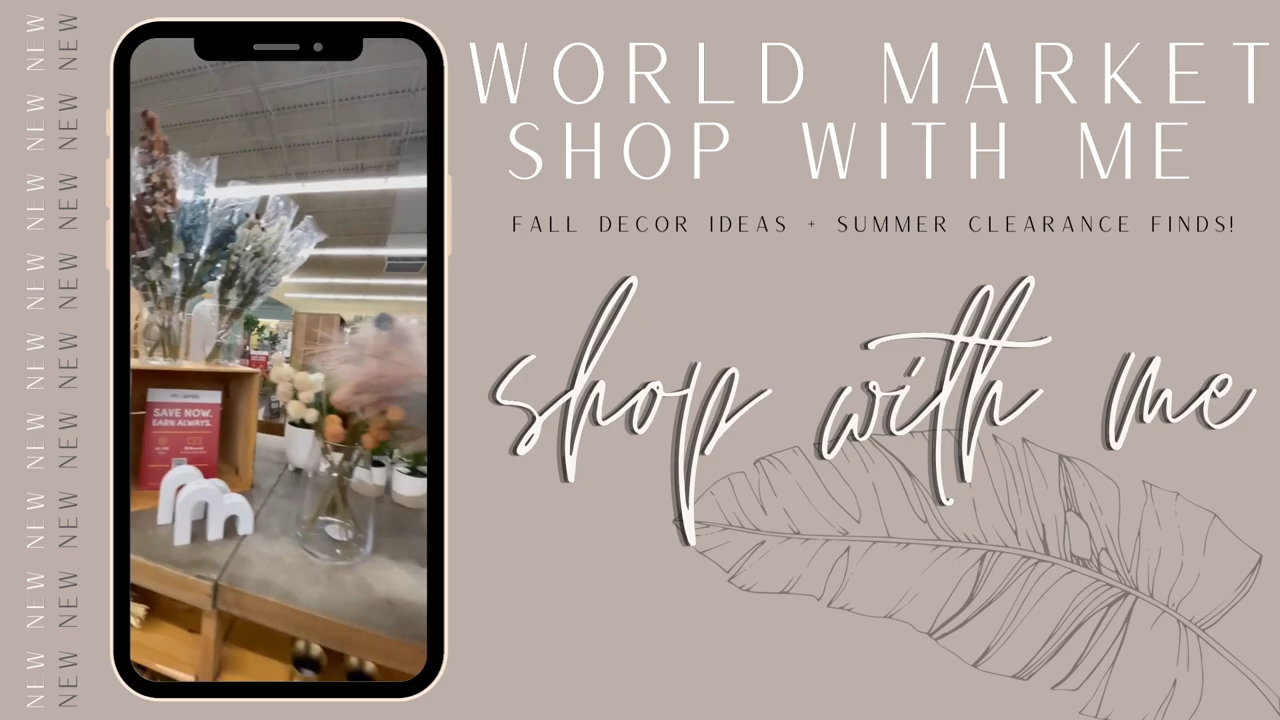 NEW NEW NEW NEW NEW NEW NEW NEW NEW
NEW NEW NEW NEW NEW NEW NEW NEW NEW
WORLD MARKET
SHOP WITH ME
FALL DECOR IDEAS + SUMMER CLEARANCE FINDS!
shop with me
SAVE NOW.
EARN ALWAYS.